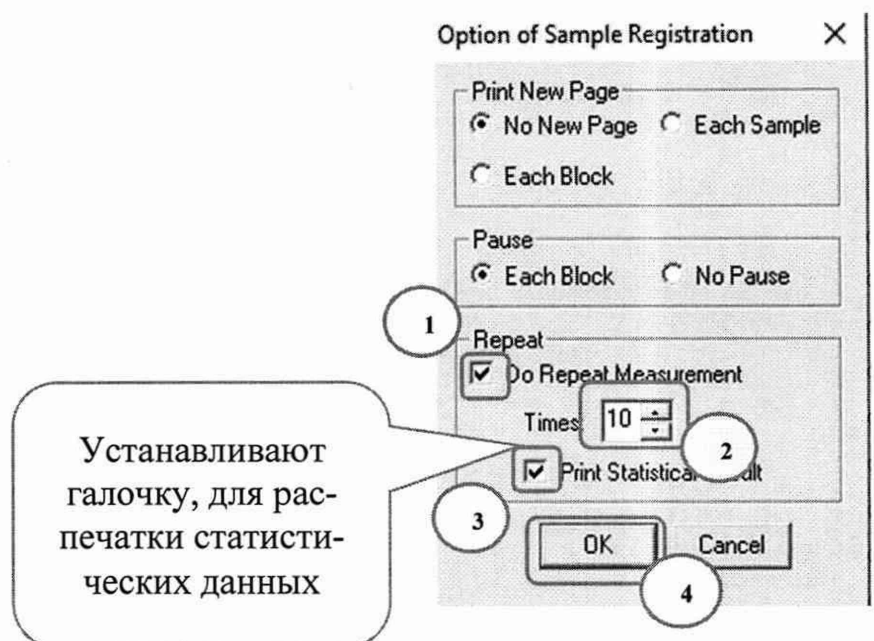 Option of Sample Registration
Print New Page
No New Page Each Sample
Each Block
Pause
Each Block No Pause
1
Repeat
Do Repeat Measurement
Times 10
2
Print Statistical
3
OK Cancel
4
Устанавливают
галочку, для рас-
печатки статисти-
ческих данных